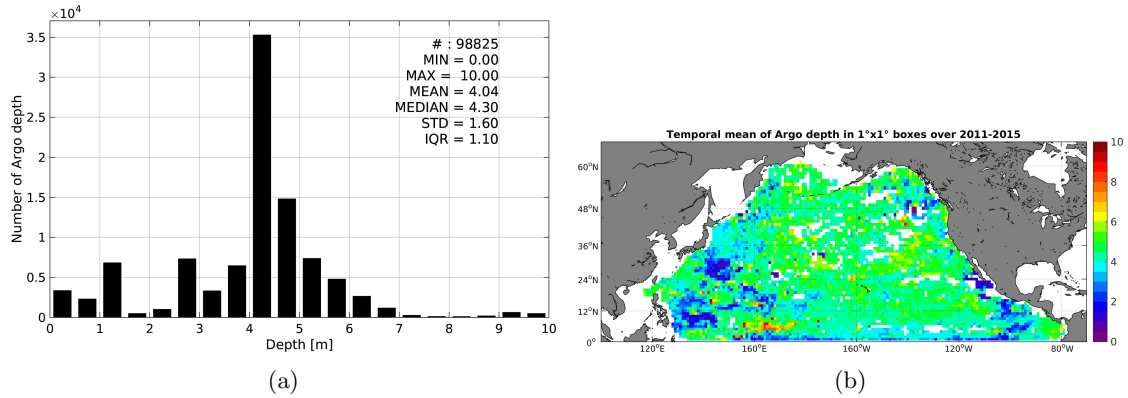 ×10⁴
3.5
3
2.5
2
1.5
1
0.5
0
Number of Argo depth
# : 98825
MIN = 0.00
MAX = 10.00
MEAN = 4.04
MEDIAN = 4.30
STD = 1.60
IQR = 1.10
0 1 2 3 4 5 6 7 8 9 10
Depth [m]
(a)
Temporal mean of Argo depth in 1°x1° boxes over 2011-2015
60°N
48°N
36°N
24°N
12°N
0°
120°E 160°E 160°W 120°W 80°W
10
8
6
4
2
0
(b)